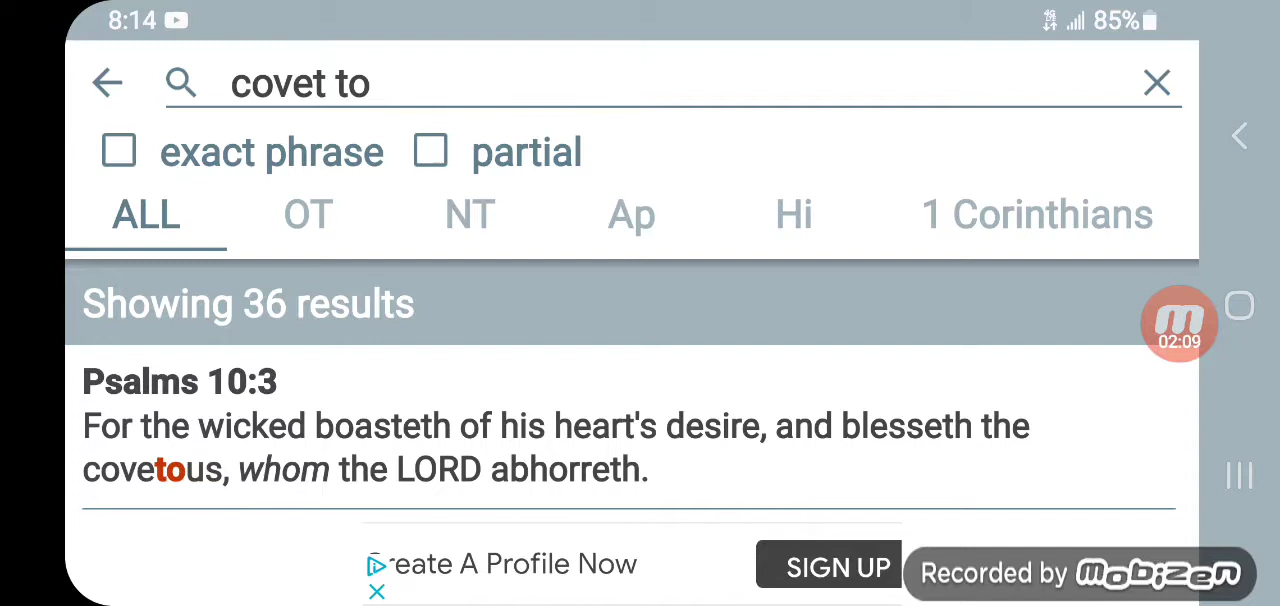 8:14 85%
covet to
exact phrase partial
ALL OT NT Ap Hi 1 Corinthians
Showing 36 results
02:09
Psalms 10:3
For the wicked boasteth of his heart's desire, and blesseth the
covetous, whom the LORD abhorreth.
Create A Profile Now SIGN UP
Recorded by mobizen